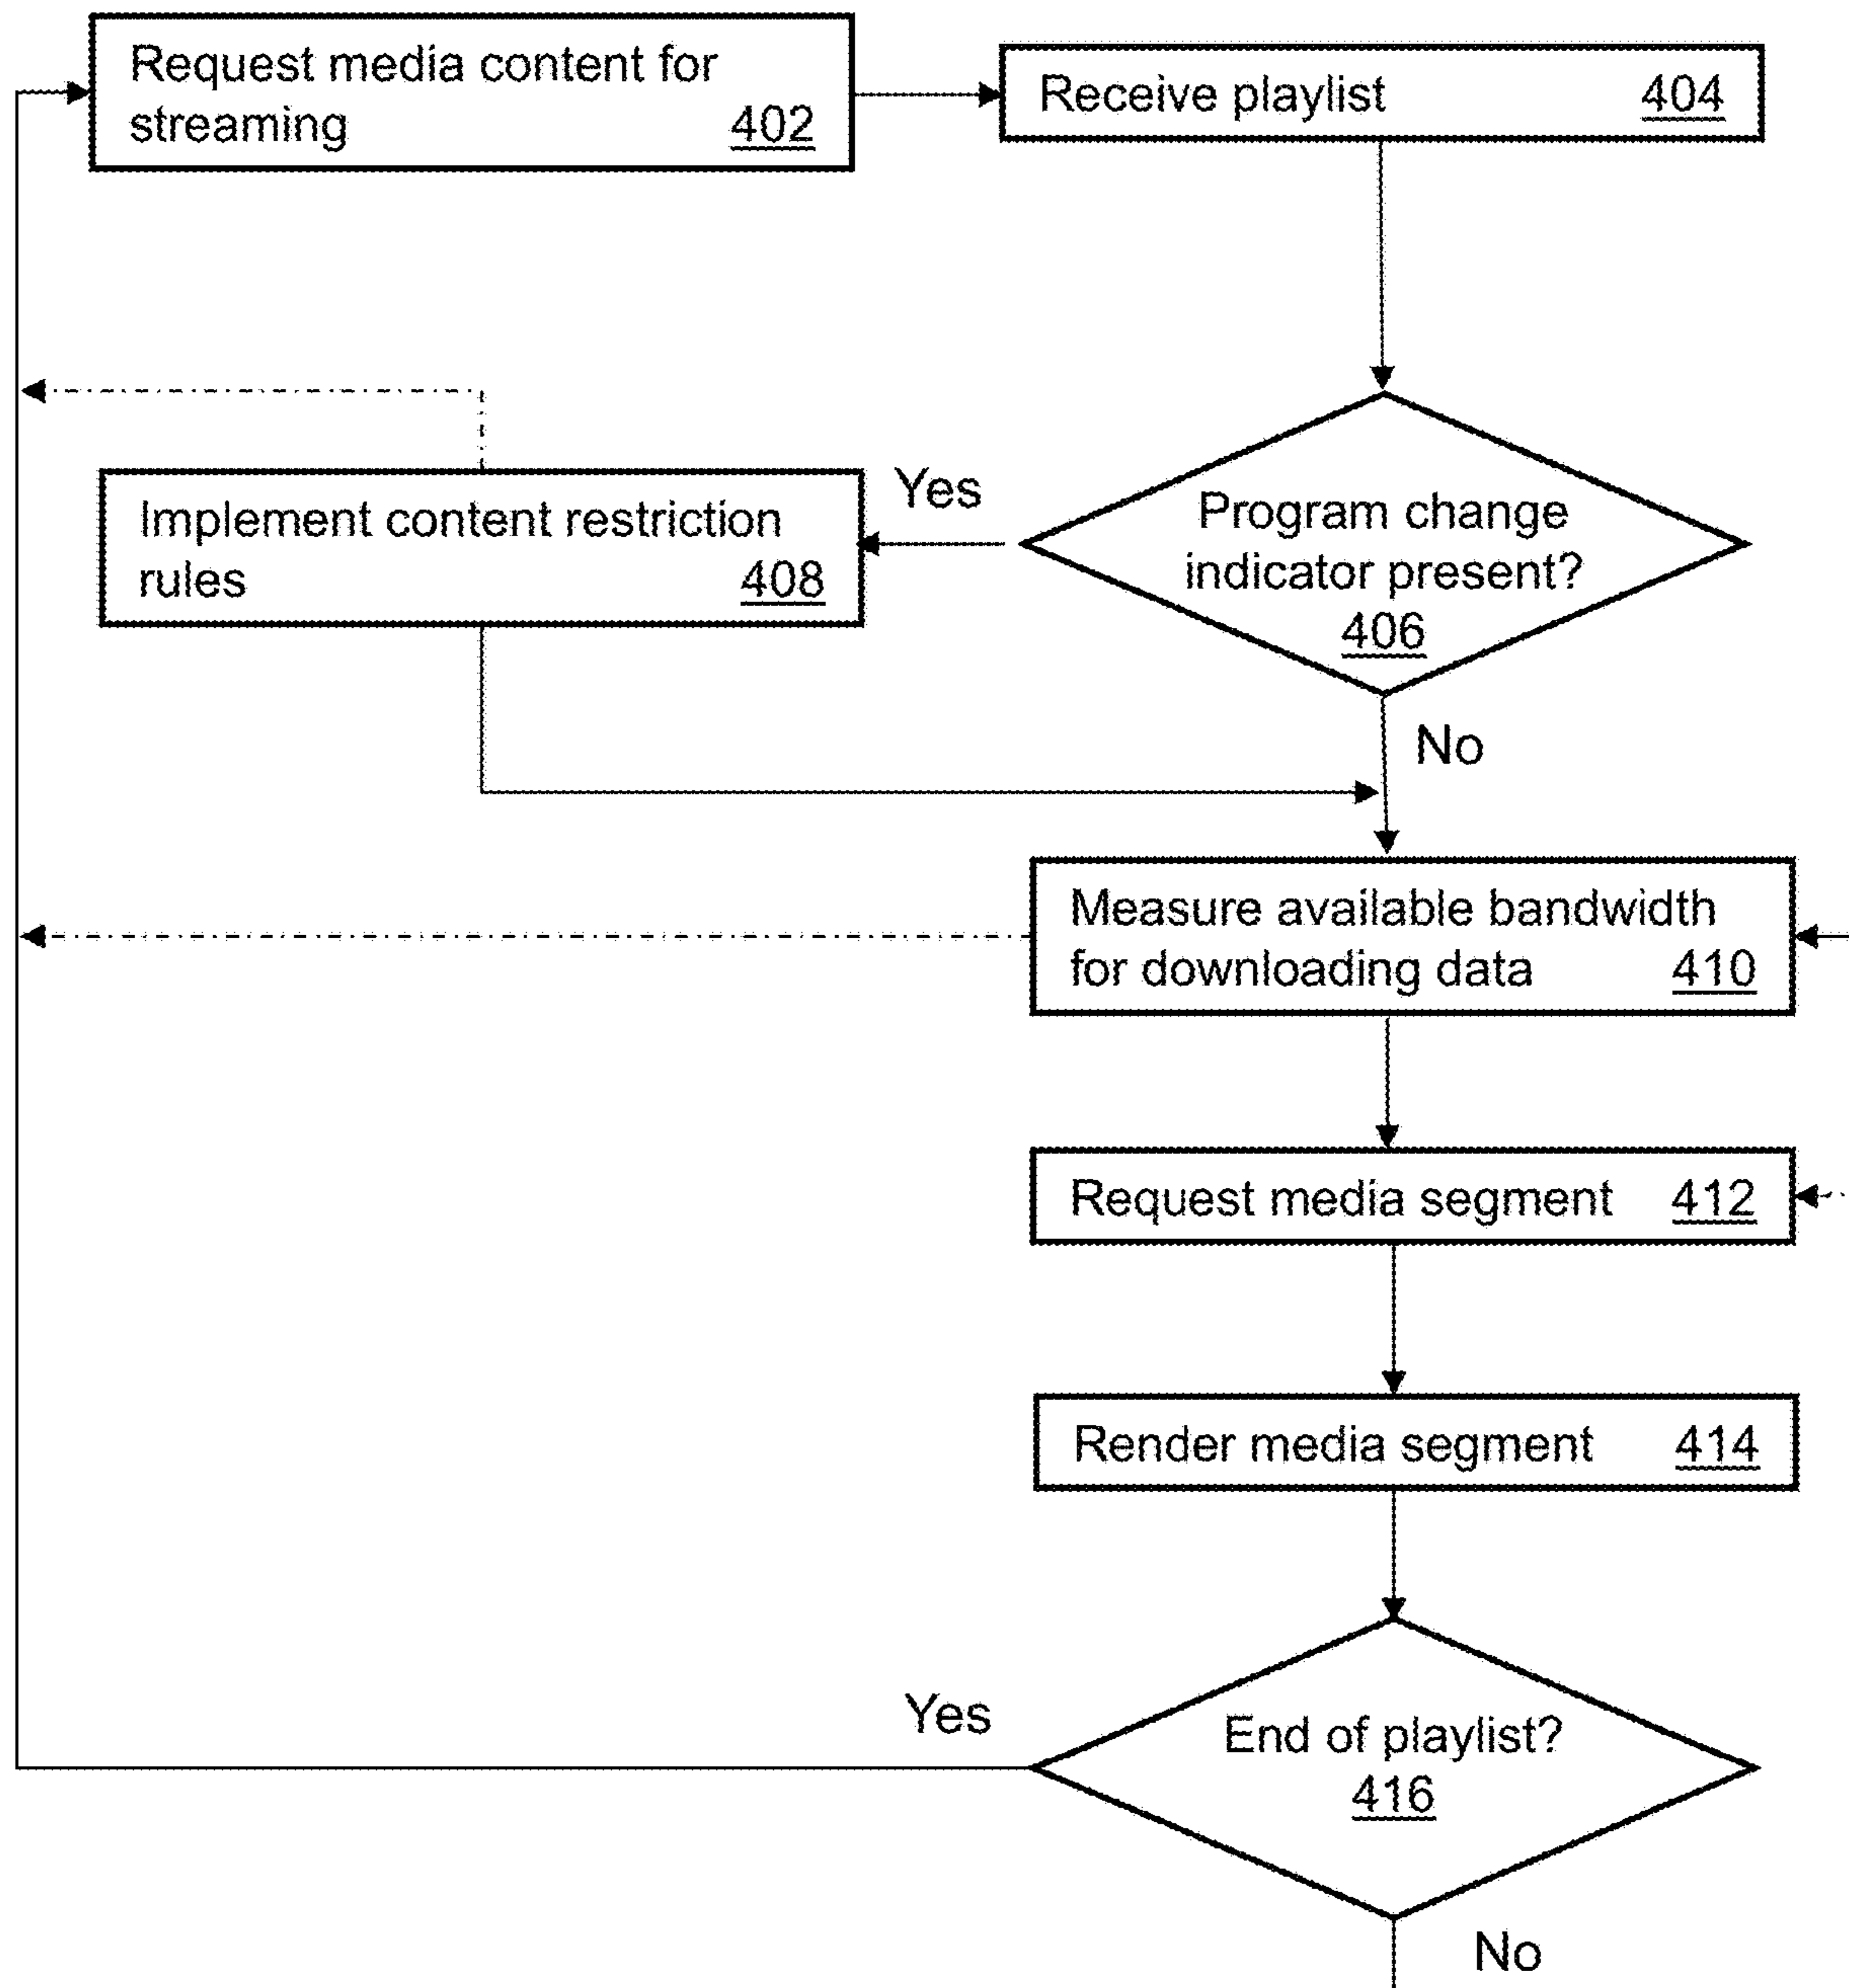 Request media content for
streaming 402
Receive playlist 404
Yes
Program change
indicator present?
406
Implement content restriction
rules 408
No
Measure available bandwidth
for downloading data 410
Request media segment 412
Render media segment 414
Yes
End of playlist?
416
No